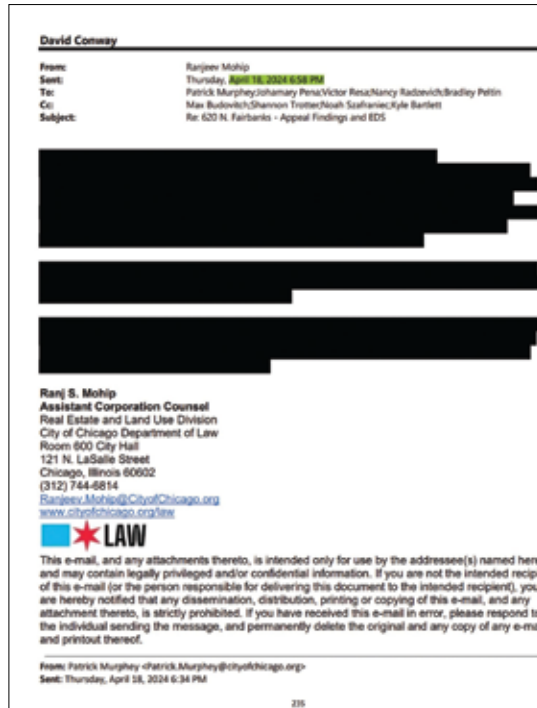 David Conway
From: Ranjeev Mohip
Sent: Thursday, April 18, 2024 6:58 PM
To: Patrick Murphey;Johamary Pena;Victor Resa;Nancy Radzevich;Bradley Peltin
Cc: Max Budovitch;Shannon Trotter;Noah Szafraniec;Kyle Bartlett
Subject: Re: 620 N. Fairbanks - Appeal Findings and EDS
Ranj S. Mohip
Assistant Corporation Counsel
Real Estate and Land Use Division
City of Chicago Department of Law
Room 600 City Hall
121 N. LaSalle Street
Chicago, Illinois 60602
(312) 744-6814
Ranjeev.Mohip@CityofChicago.org
www.cityofchicago.org/law
LAW
This e-mail, and any attachments thereto, is intended only for use by the addressee(s) named here
and may contain legally privileged and/or confidential information. If you are not the intended recip
of this e-mail (or the person responsible for delivering this document to the intended recipient), you
are hereby notified that any dissemination, distribution, printing or copying of this e-mail, and any
attachment thereto, is strictly prohibited. If you have received this e-mail in error, please respond to
the individual sending the message, and permanently delete the original and any copy of any e-ma
and printout thereof.
From: Patrick Murphey <Patrick.Murphey@cityofchicago.org>
Sent: Thursday, April 18, 2024 6:34 PM
235